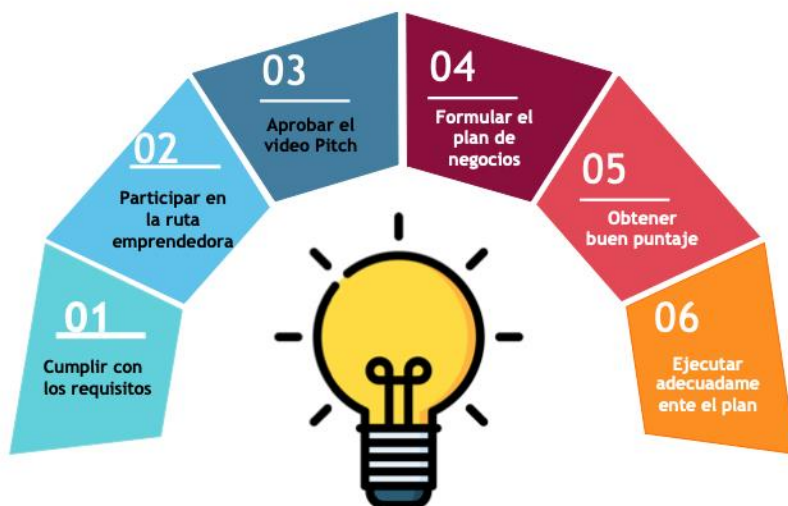 01
Cumplir con
los requisitos
02
Participar en
la ruta
emprendedora
03
Aprobar el
video Pitch
04
Formular el
plan de
negocios
05
Obtener
buen puntaje
06
Ejecutar
adecuadame
ente el plan